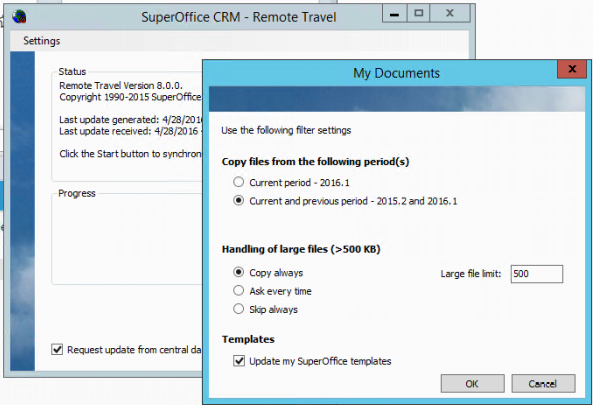 SuperOffice CRM - Remote Travel
Settings
Status
Remote Travel Version 8.0.0.
Copyright 1990-2015 SuperOffice
Last update generated: 4/28/201
Last update received: 4/28/2016
Click the Start button to synchron
Progress
Request update from central da
My Documents
Use the following filter settings
Copy files from the following period(s)
Current period - 2016.1
Current and previous period - 2015.2 and 2016.1
Handling of large files (>500 KB)
Copy always
Large file limit: 500
Ask every time
Skip always
Templates
Update my SuperOffice templates
OK Cancel